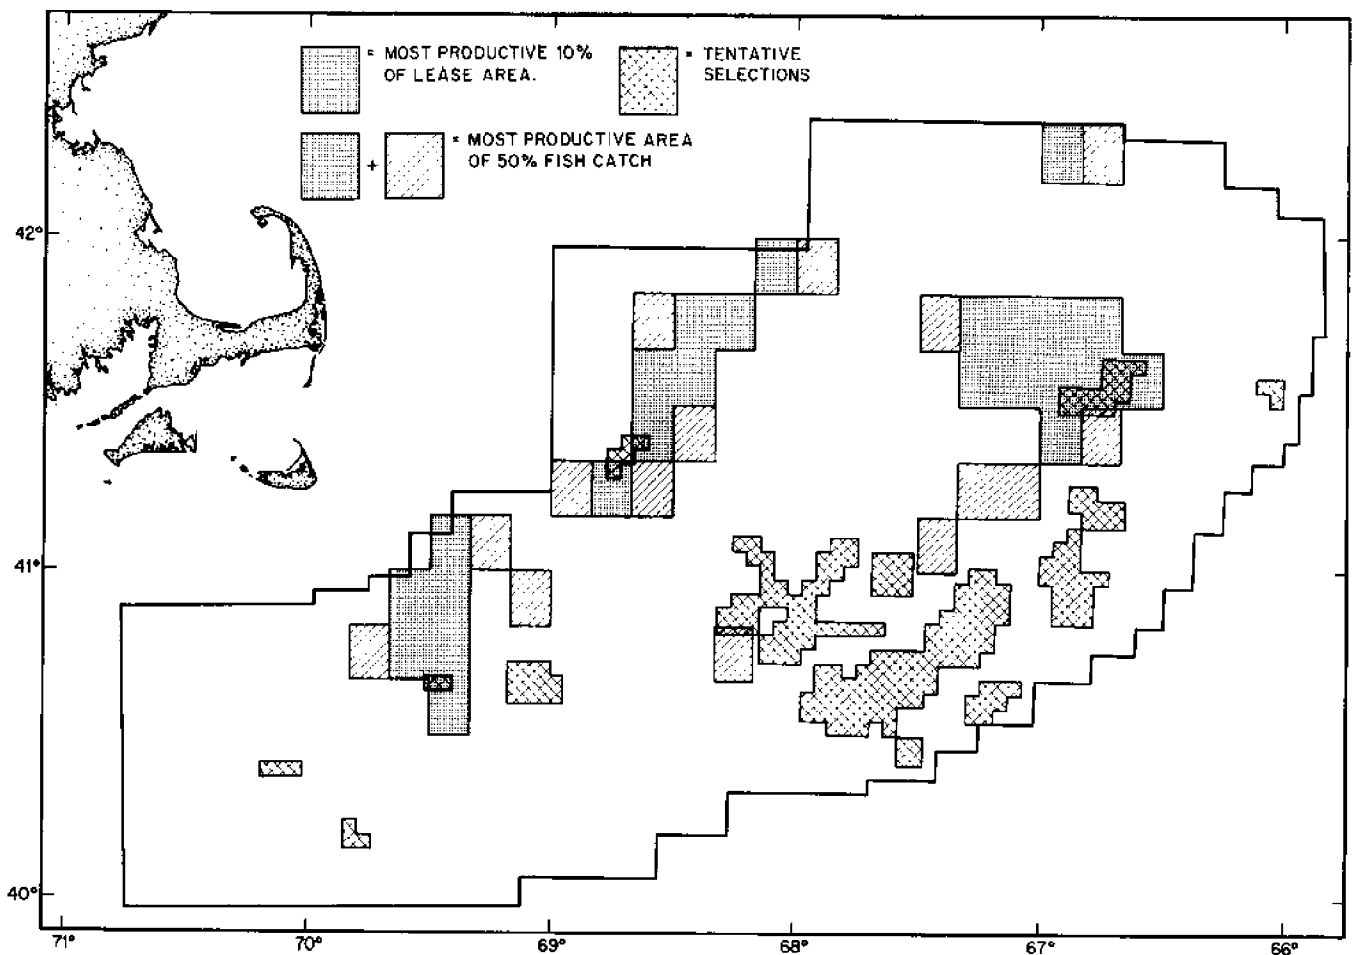 = MOST PRODUCTIVE 10%
OF LEASE AREA.
= TENTATIVE
SELECTIONS
+
= MOST PRODUCTIVE AREA
OF 50% FISH CATCH
42°
41°
40°
71°
70°
69°
68°
67°
66°